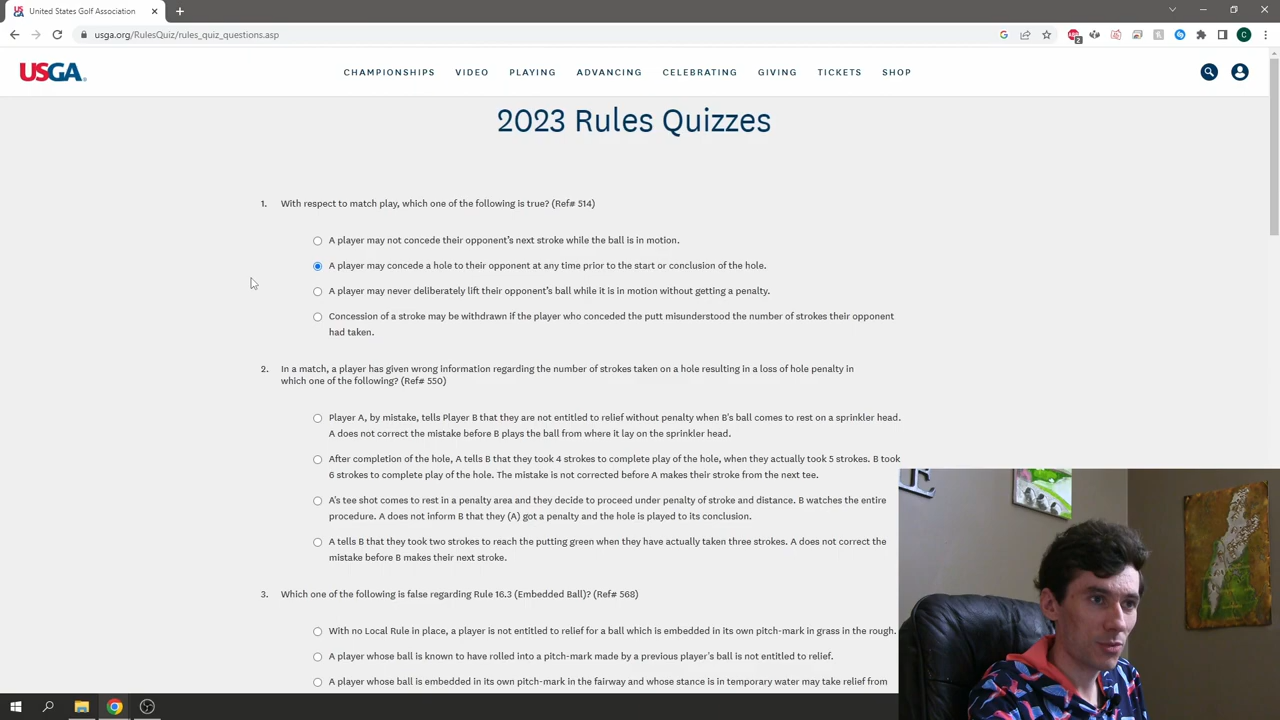 United States Golf Association
usga.org/RulesQuiz/rules_quiz_questions.asp
USGA
CHAMPIONSHIPS VIDEO PLAYING ADVANCING CELEBRATING GIVING TICKETS SHOP
2023 Rules Quizzes
1. With respect to match play, which one of the following is true? (Ref# 514)
A player may not concede their opponent's next stroke while the ball is in motion.
A player may concede a hole to their opponent at any time prior to the start or conclusion of the hole.
A player may never deliberately lift their opponent's ball while it is in motion without getting a penalty.
Concession of a stroke may be withdrawn if the player who conceded the putt misunderstood the number of strokes their opponent
had taken.
2. In a match, a player has given wrong information regarding the number of strokes taken on a hole resulting in a loss of hole penalty in
which one of the following? (Ref# 550)
Player A, by mistake, tells Player B that they are not entitled to relief without penalty when B's ball comes to rest on a sprinkler head.
A does not correct the mistake before B plays the ball from where it lay on the sprinkler head.
After completion of the hole, A tells B that they took 4 strokes to complete play of the hole, when they actually took 5 strokes. B took
6 strokes to complete play of the hole. The mistake is not corrected before A makes their stroke from the next tee.
A's tee shot comes to rest in a penalty area and they decide to proceed under penalty of stroke and distance. B watches the entire
procedure. A does not inform B that they (A) got a penalty and the hole is played to its conclusion.
A tells B that they took two strokes to reach the putting green when they have actually taken three strokes. A does not correct the
mistake before B makes their next stroke.
3. Which one of the following is false regarding Rule 16.3 (Embedded Ball)? (Ref# 568)
With no Local Rule in place, a player is not entitled to relief for a ball which is embedded in its own pitch-mark in grass in the rough.
A player whose ball is known to have rolled into a pitch-mark made by a previous player's ball is not entitled to relief.
A player whose ball is embedded in its own pitch-mark in the fairway and whose stance is in temporary water may take relief from